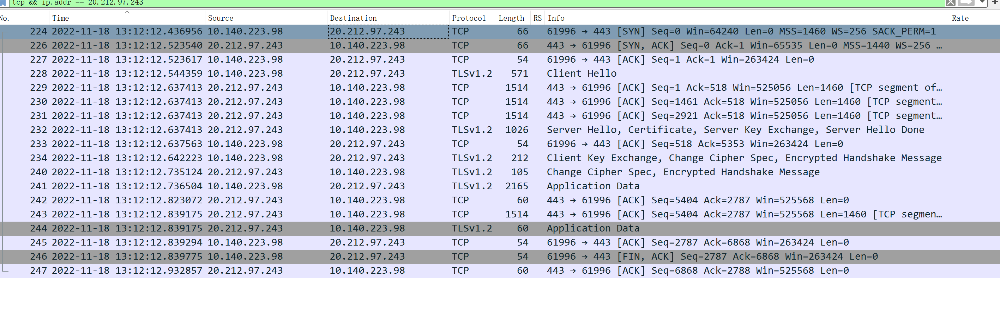 tcp && ip.addr == 20.212.97.243
No. Time Source Destination Protocol Length RS Info Rate
224 2022-11-18 13:12:12.436956 10.140.223.98 20.212.97.243 TCP 66 61996 → 443 [SYN] Seq=0 Win=64240 Len=0 MSS=1460 WS=256 SACK_PERM=1
226 2022-11-18 13:12:12.523540 20.212.97.243 10.140.223.98 TCP 66 443 → 61996 [SYN, ACK] Seq=0 Ack=1 Win=65535 Len=0 MSS=1440 WS=256 …
227 2022-11-18 13:12:12.523617 10.140.223.98 20.212.97.243 TCP 54 61996 → 443 [ACK] Seq=1 Ack=1 Win=263424 Len=0
228 2022-11-18 13:12:12.544359 10.140.223.98 20.212.97.243 TLSv1.2 571 Client Hello
229 2022-11-18 13:12:12.637413 20.212.97.243 10.140.223.98 TCP 1514 443 → 61996 [ACK] Seq=1 Ack=518 Win=525056 Len=1460 [TCP segment of…
230 2022-11-18 13:12:12.637413 20.212.97.243 10.140.223.98 TCP 1514 443 → 61996 [ACK] Seq=1461 Ack=518 Win=525056 Len=1460 [TCP segment…
231 2022-11-18 13:12:12.637413 20.212.97.243 10.140.223.98 TCP 1514 443 → 61996 [ACK] Seq=2921 Ack=518 Win=525056 Len=1460 [TCP segment…
232 2022-11-18 13:12:12.637413 20.212.97.243 10.140.223.98 TLSv1.2 1026 Server Hello, Certificate, Server Key Exchange, Server Hello Done
233 2022-11-18 13:12:12.637563 10.140.223.98 20.212.97.243 TCP 54 61996 → 443 [ACK] Seq=518 Ack=5353 Win=263424 Len=0
234 2022-11-18 13:12:12.642223 10.140.223.98 20.212.97.243 TLSv1.2 212 Client Key Exchange, Change Cipher Spec, Encrypted Handshake Message
240 2022-11-18 13:12:12.735124 20.212.97.243 10.140.223.98 TLSv1.2 105 Change Cipher Spec, Encrypted Handshake Message
241 2022-11-18 13:12:12.736504 10.140.223.98 20.212.97.243 TLSv1.2 2165 Application Data
242 2022-11-18 13:12:12.823072 20.212.97.243 10.140.223.98 TCP 60 443 → 61996 [ACK] Seq=5404 Ack=2787 Win=525568 Len=0
243 2022-11-18 13:12:12.839175 20.212.97.243 10.140.223.98 TCP 1514 443 → 61996 [ACK] Seq=5404 Ack=2787 Win=525568 Len=1460 [TCP segmen…
244 2022-11-18 13:12:12.839175 20.212.97.243 10.140.223.98 TLSv1.2 60 Application Data
245 2022-11-18 13:12:12.839294 10.140.223.98 20.212.97.243 TCP 54 61996 → 443 [ACK] Seq=2787 Ack=6868 Win=263424 Len=0
246 2022-11-18 13:12:12.839775 10.140.223.98 20.212.97.243 TCP 54 61996 → 443 [FIN, ACK] Seq=2787 Ack=6868 Win=263424 Len=0
247 2022-11-18 13:12:12.932857 20.212.97.243 10.140.223.98 TCP 60 443 → 61996 [ACK] Seq=6868 Ack=2788 Win=525568 Len=0